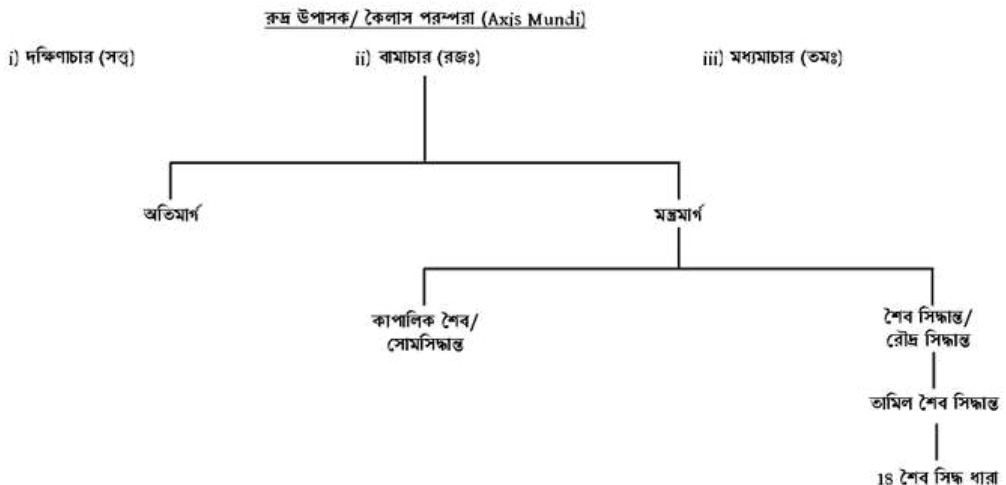 রুদ্র উপাসক/ কৈলাস পরম্পরা (Axis Mundi)
i) দক্ষিণাচার (সত্ত্ব) ii) বামাচার (রজঃ) iii) মধ্যমাচার (তমঃ)
অতিমার্গ মন্ত্রমার্গ
কাপালিক শৈব/ শৈব সিদ্ধান্ত/
সোমসিদ্ধান্ত রৌদ্র সিদ্ধান্ত
তামিল শৈব সিদ্ধান্ত
18 শৈব সিদ্ধ ধারা